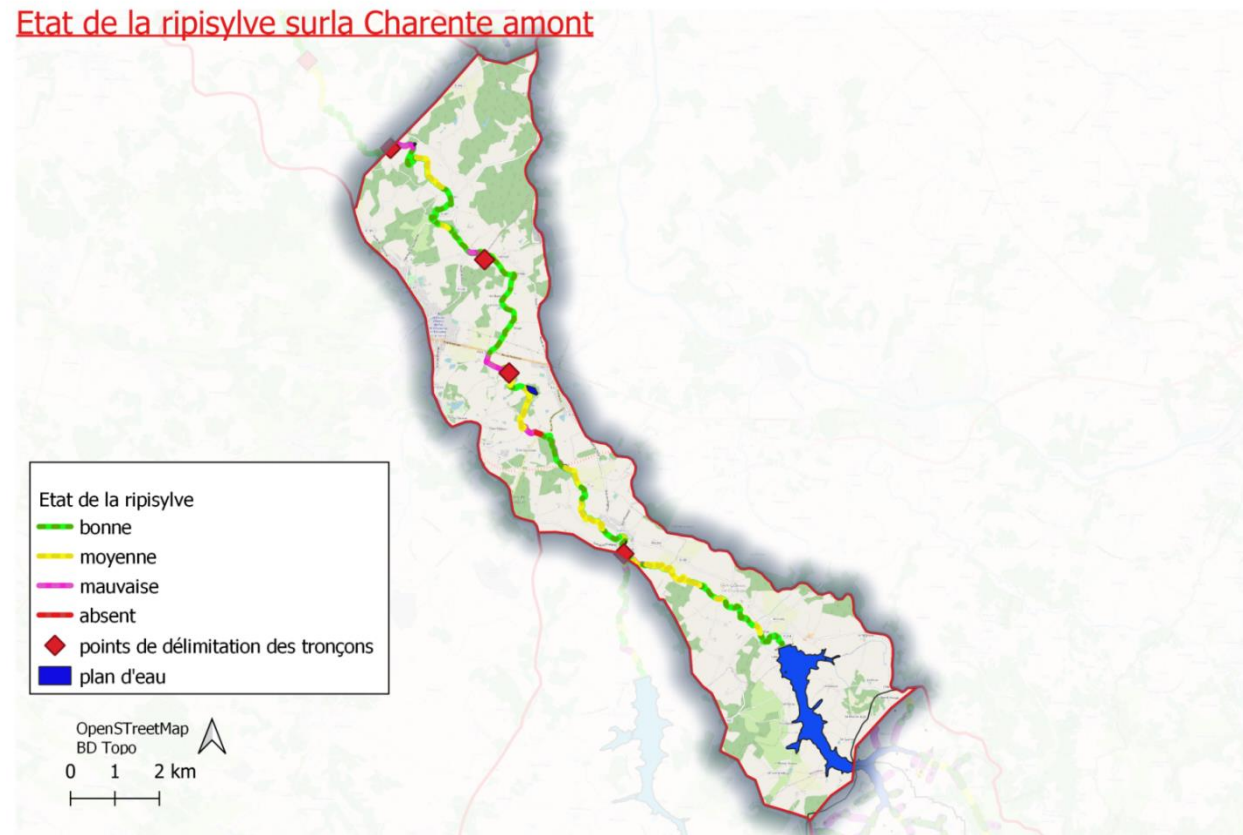 Etat de la ripisylve surla Charente amont
Etat de la ripisylve
bonne
moyenne
mauvaise
absent
points de délimitation des tronçons
plan d'eau
OpenSTreetMap
BD Topo
0 1 2 km